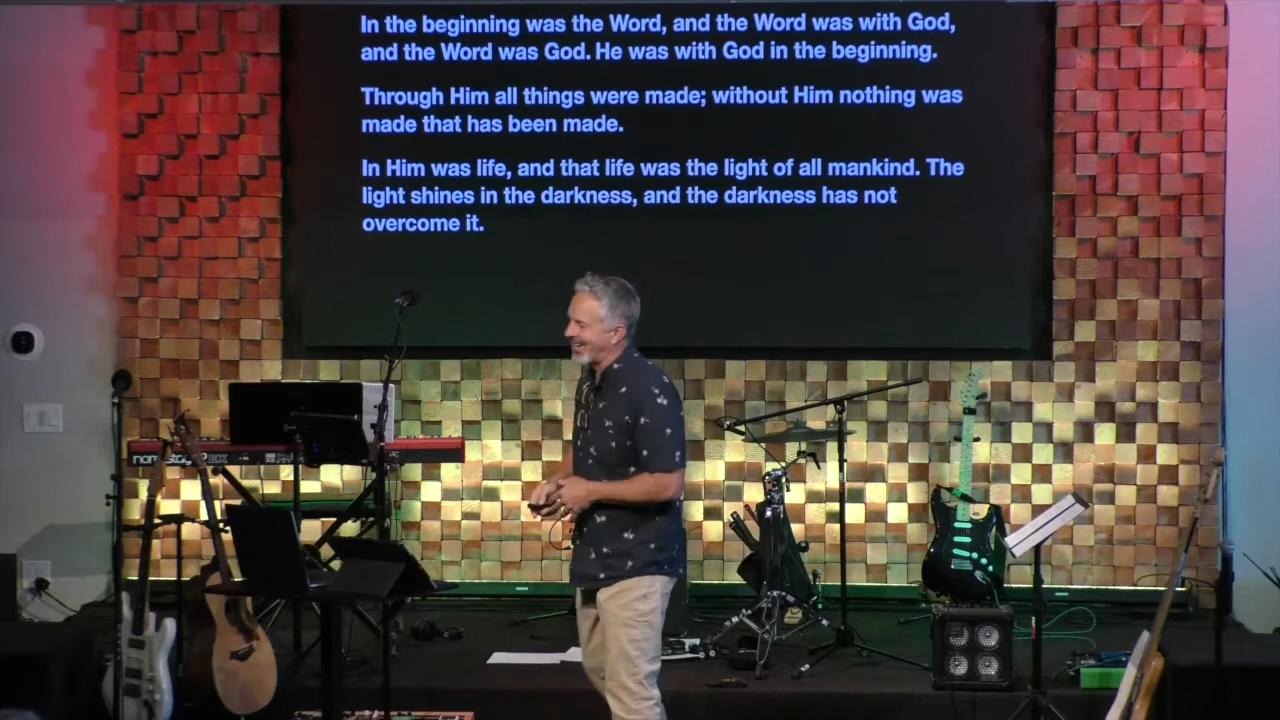 In the beginning was the Word, and the Word was with God,
and the Word was God. He was with God in the beginning.
Through Him all things were made; without Him nothing was
made that has been made.
In Him was life, and that life was the light of all mankind. The
light shines in the darkness, and the darkness has not
overcome it.